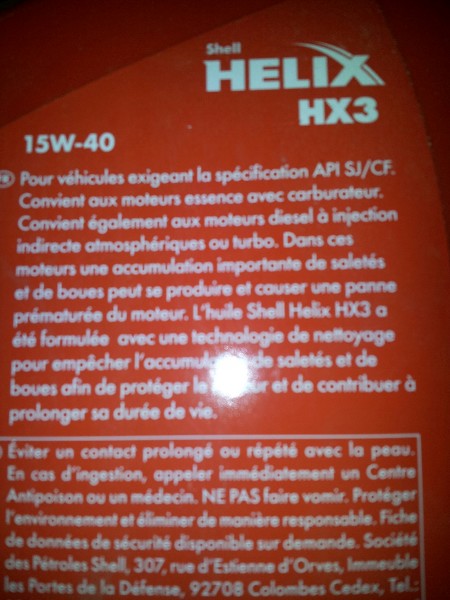 Shell
HELIX
HX3
15W-40
Pour véhicules exigeant la spécification API SJ/CF.
Convient aux moteurs essence avec carburateur.
Convient également aux moteurs diesel à injection
indirecte atmosphériques ou turbo. Dans ces
moteurs une accumulation importante de saletés
et de boues peut se produire et causer une panne
prématurée du moteur. L'huile Shell Helix HX3 a
été formulée avec une technologie de nettoyage
pour empêcher l'accumul de saletés et de
boues afin de protéger le et de contribuer à
prolonger sa durée de vie.
Éviter un contact prolongé ou répété avec la peau.
En cas d'ingestion, appeler immédiatement un Centre
Antipoison ou un médecin. NE PAS faire vomir. Protéger
l'environnement et éliminer de manière responsable. Fiche
de données de sécurité disponible sur demande. Société
des Pétroles Shell, 307, rue d'Estienne d'Orves, Immeuble
les Portes de la Défense, 92708 Colombes Cedex, Tel.: